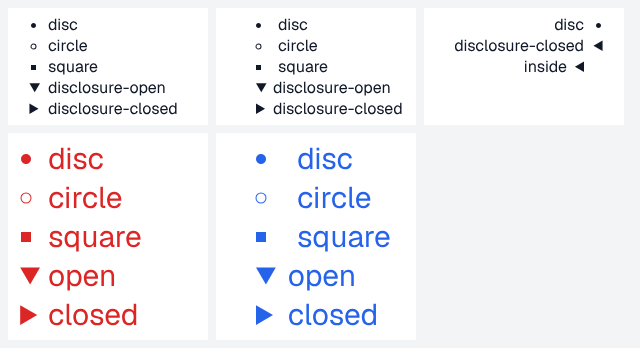 disc
circle
square
disclosure-open
disclosure-closed
disc
circle
square
disclosure-open
disclosure-closed
disc
disclosure-closed
inside
disc
circle
square
open
closed
disc
circle
square
open
closed